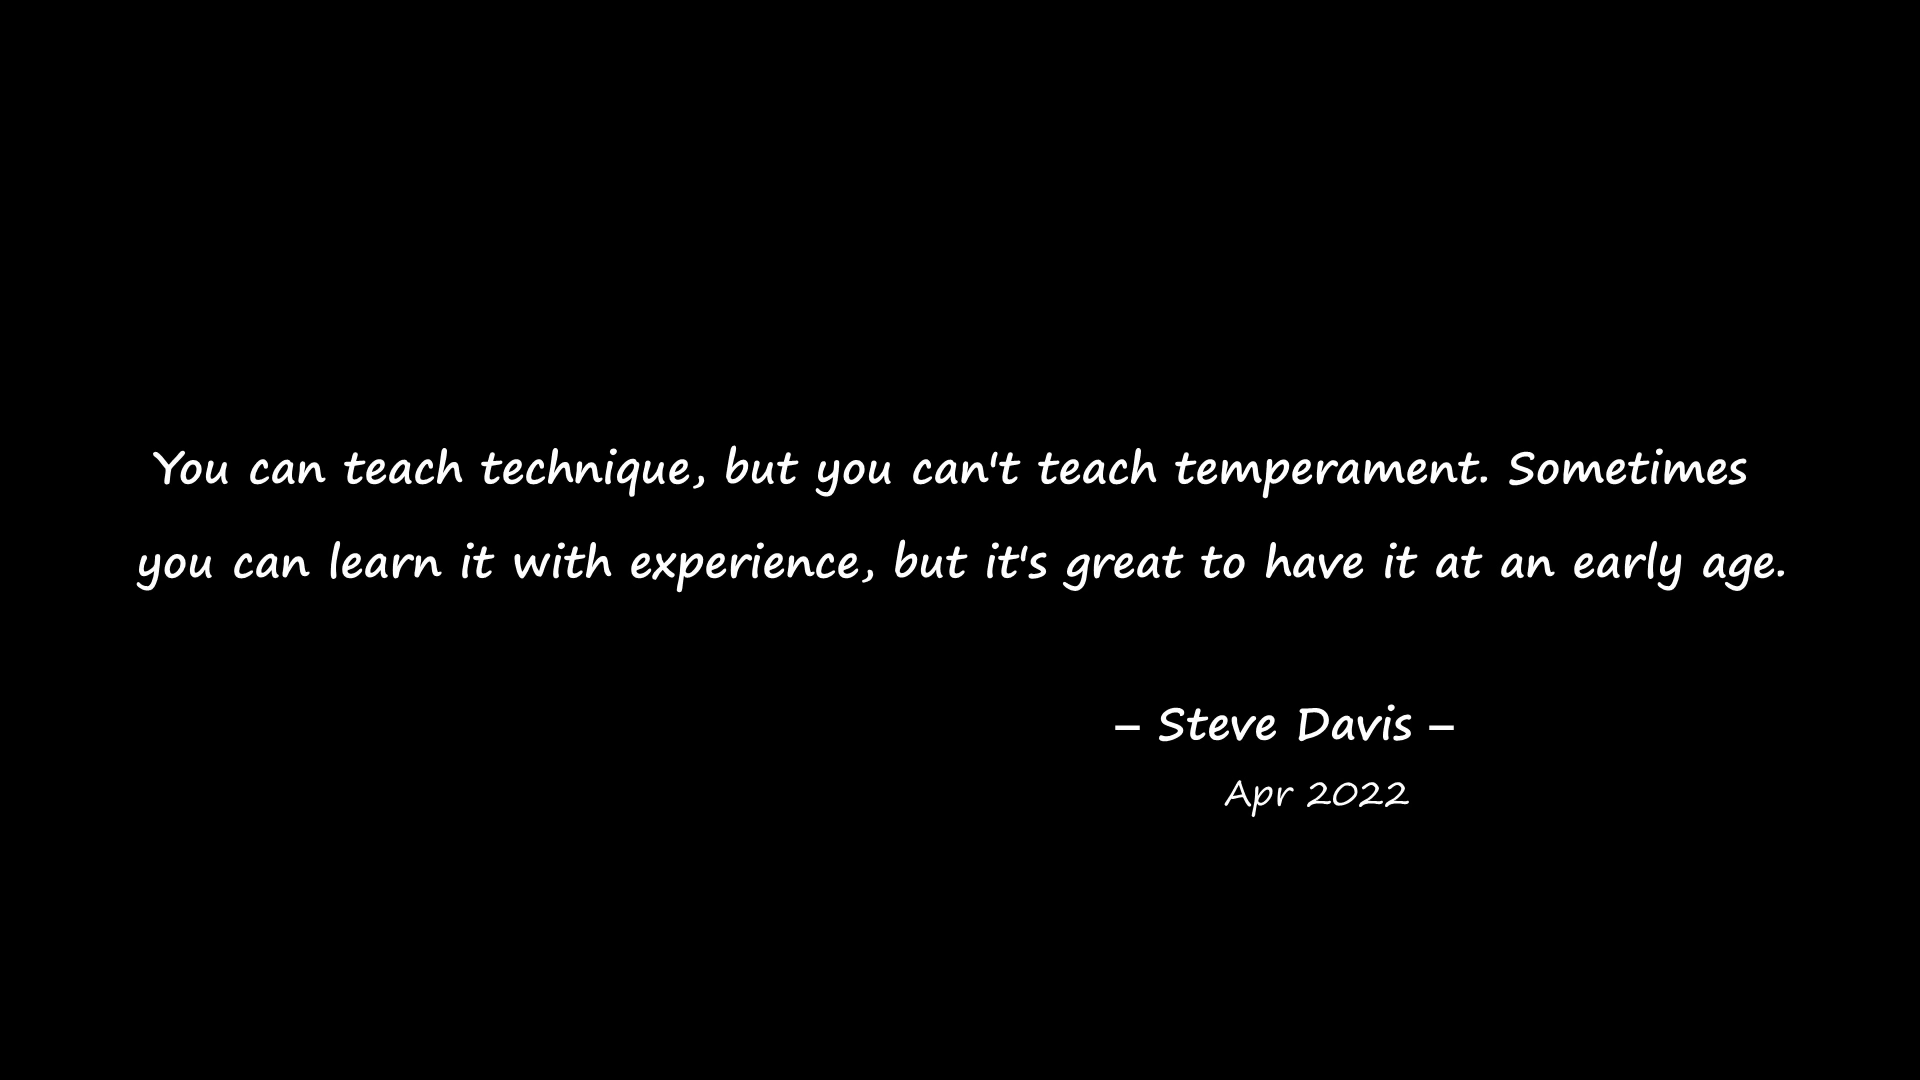 You can teach technique, but you can't teach temperament. Sometimes
you can learn it with experience, but it's great to have it at an early age.
– Steve Davis –
Apr 2022